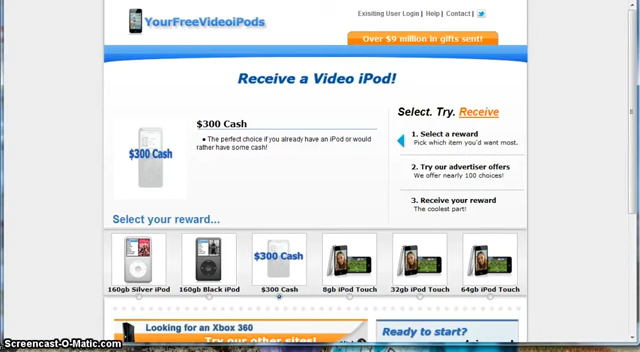 YourFreeVideoiPods
Exisiting User Login | Help | Contact |
Over $9 million in gifts sent!
Receive a Video iPod!
$300 Cash
$300 Cash
• The perfect choice if you already have an iPod or would
rather have some cash!
Select. Try. Receive
1. Select a reward
Pick which item you'd want most.
2. Try our advertiser offers
We offer nearly 100 choices!
3. Receive your reward
The coolest part!
Select your reward...
$300 Cash
160gb Silver iPod
160gb Black iPod
$300 Cash
8gb iPod Touch
32gb iPod Touch
64gb iPod Touch
Looking for an Xbox 360
Try our other sites!
Ready to start?
Screencast-O-Matic.com